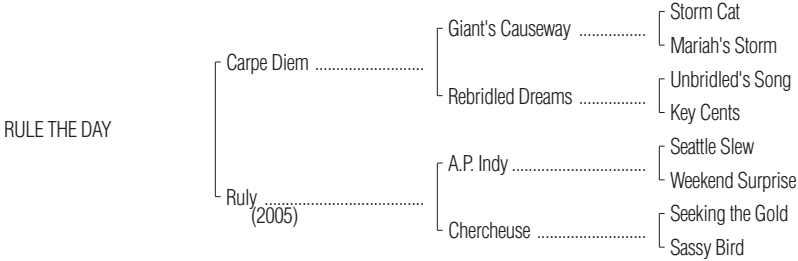 Storm Cat
Giant's Causeway ................
Mariah's Storm
Carpe Diem ..........................
Unbridled's Song
Rebridled Dreams ................
Key Cents
RULE THE DAY
Seattle Slew
A.P. Indy ................................
Weekend Surprise
Ruly ......................................
(2005)
Seeking the Gold
Chercheuse ..........................
Sassy Bird